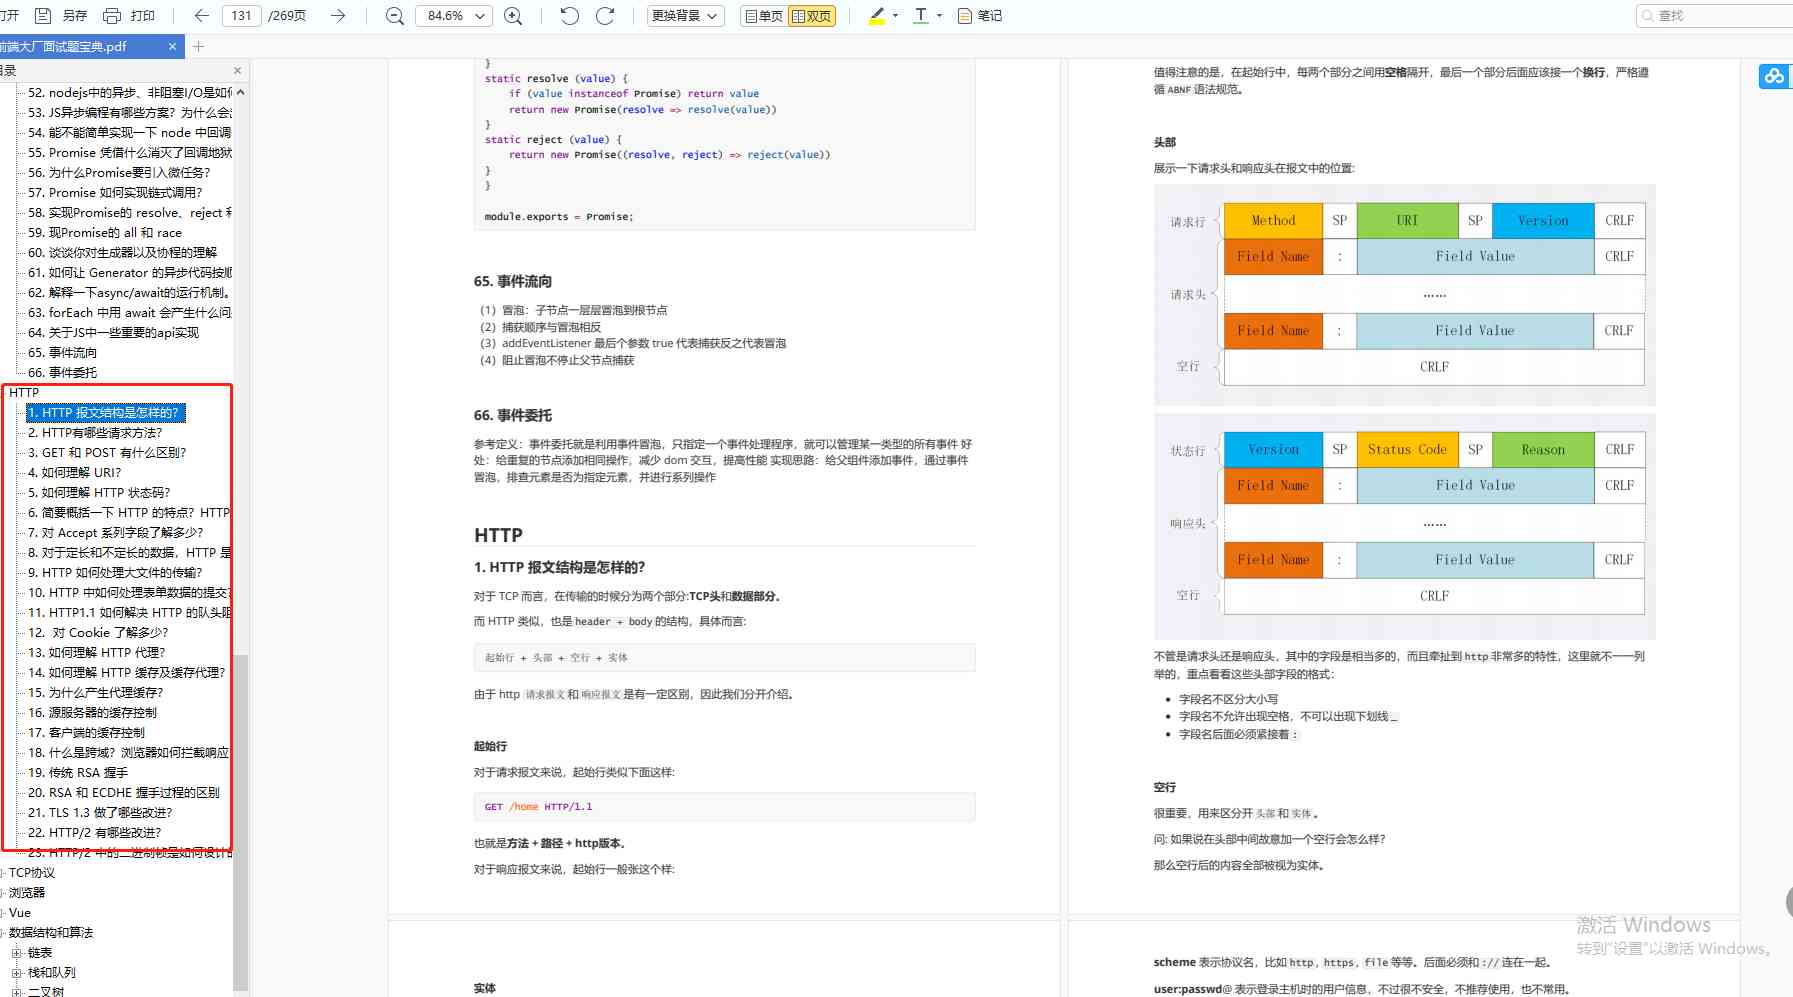 打开 另存 打印 131 /269页 84.6% 更换背景 单页 双页 T 笔记 查找
前端大厂面试题宝典.pdf × +
目录 ×
52. nodejs中的异步、非阻塞I/O是如何
53. JS异步编程有哪些方案？为什么会出
54. 能不能简单实现一下 node 中回调
55. Promise 凭借什么消灭了回调地狱
56. 为什么Promise要引入微任务?
57. Promise 如何实现链式调用?
58. 实现Promise的 resolve、reject 和
59. 现Promise的 all 和 race
60. 谈谈你对生成器以及协程的理解
61. 如何让 Generator 的异步代码按顺
62. 解释一下async/await的运行机制。
63. forEach 中用 await 会产生什么问
64. 关于JS中一些重要的api实现
65. 事件流向
66. 事件委托
HTTP
1. HTTP 报文结构是怎样的?
2. HTTP有哪些请求方法?
3. GET 和 POST 有什么区别?
4. 如何理解 URI?
5. 如何理解 HTTP 状态码?
6. 简要概括一下 HTTP 的特点? HTTP
7. 对 Accept 系列字段了解多少?
8. 对于定长和不定长的数据，HTTP 是
9. HTTP 如何处理大文件的传输?
10. HTTP 中如何处理表单数据的提交?
11. HTTP1.1 如何解决 HTTP 的队头阻
12. 对 Cookie 了解多少?
13. 如何理解 HTTP 代理?
14. 如何理解 HTTP 缓存及缓存代理?
15. 为什么产生代理缓存?
16. 源服务器的缓存控制
17. 客户端的缓存控制
18. 什么是跨域? 浏览器如何拦截响应
19. 传统 RSA 握手
20. RSA 和 ECDHE 握手过程的区别
21. TLS 1.3 做了哪些改进?
22. HTTP/2 有哪些改进?
23. HTTP/2 中的二进制帧是如何设计的
TCP协议
浏览器
Vue
数据结构和算法
链表
栈和队列
二叉树
}
static resolve (value) {
if (value instanceof Promise) return value
return new Promise(resolve => resolve(value))
}
static reject (value) {
return new Promise((resolve, reject) => reject(value))
}
}
module.exports = Promise;
65. 事件流向
（1）冒泡：子节点一层层冒泡到根节点
（2）捕获顺序与冒泡相反
（3）addEventListener 最后个参数 true 代表捕获反之代表冒泡
（4）阻止冒泡不停止父节点捕获
66. 事件委托
参考定义：事件委托就是利用事件冒泡，只指定一个事件处理程序，就可以管理某一类型的所有事件 好
处：给重复的节点添加相同操作，减少 dom 交互，提高性能 实现思路：给父组件添加事件，通过事件
冒泡，排查元素是否为指定元素，并进行系列操作
HTTP
1. HTTP 报文结构是怎样的?
对于 TCP 而言，在传输的时候分为两个部分:TCP头和数据部分。
而 HTTP 类似，也是 header + body 的结构，具体而言:
起始行 + 头部 + 空行 + 实体
由于 http 请求报文 和 响应报文 是有一定区别，因此我们分开介绍。
起始行
对于请求报文来说，起始行类似下面这样:
GET /home HTTP/1.1
也就是方法 + 路径 + http版本。
对于响应报文来说，起始行一般张这个样:
实体
值得注意的是，在起始行中，每两个部分之间用空格隔开，最后一个部分后面应该接一个换行，严格遵
循 ABNF 语法规范。
头部
展示一下请求头和响应头在报文中的位置:
请求行 Method SP URI SP Version CRLF
Field Name : Field Value CRLF
请求头 ......
Field Name : Field Value CRLF
空行 CRLF
状态行 Version SP Status Code SP Reason CRLF
Field Name : Field Value CRLF
响应头 ......
Field Name : Field Value CRLF
空行 CRLF
不管是请求头还是响应头，其中的字段是相当多的，而且牵扯到 http 非常多的特性，这里就不一一列
举的，重点看看这些头部字段的格式：
• 字段名不区分大小写
• 字段名不允许出现空格，不可以出现下划线 _
• 字段名后面必须紧接着 :
空行
很重要，用来区分开 头部 和 实体 。
问: 如果说在头部中间故意加一个空行会怎么样?
那么空行后的内容全部被视为实体。
激活 Windows
转到"设置"以激活 Windows。
scheme 表示协议名，比如 http , https , file 等等。后面必须和 :// 连在一起。
user:passwd@ 表示登录主机时的用户信息，不过很不安全，不推荐使用，也不常用。